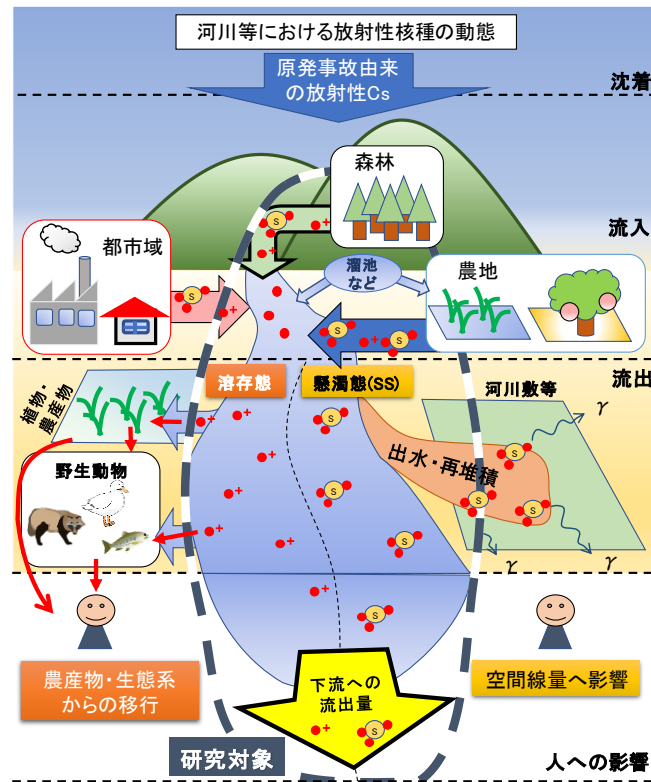 河川等における放射性核種の動態
原発事故由来
の放射性Cs
沈着
森林
S
+
+
流入
都市域
S
+
溜池
など
農地
S
+
S
溶存態
懸濁態(SS)
流出
植物・
農産物
河川敷等
γ
+
+
S
出水・再堆積
S
野生動物
+
S
S
S
+
+
S
γ
γ
+
S
農産物・生態系
からの移行
空間線量へ影響
下流への
流出量
+
S
研究対象
人への影響